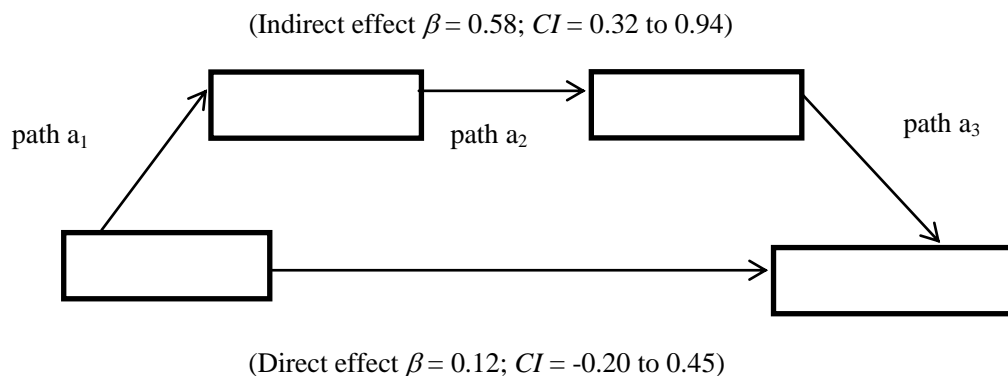 (Indirect effect β = 0.58; CI = 0.32 to 0.94)
path a₁
path a₂
path a₃
(Direct effect β = 0.12; CI = -0.20 to 0.45)